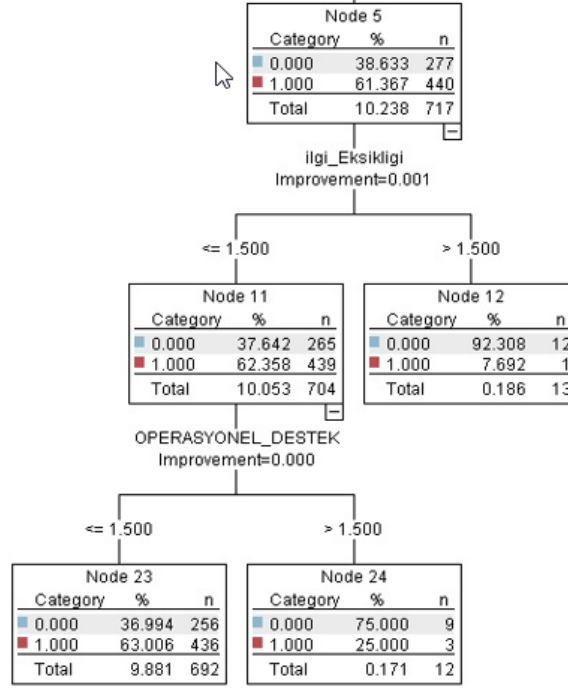 Node 5
Category % n
0.000 38.633 277
1.000 61.367 440
Total 10.238 717
ilgi_Eksikligi
Improvement=0.001
<= 1.500
> 1.500
Node 11
Category % n
0.000 37.642 265
1.000 62.358 439
Total 10.053 704
Node 12
Category % n
0.000 92.308 12
1.000 7.692 1
Total 0.186 13
OPERASYONEL_DESTEK
Improvement=0.000
<= 1.500
> 1.500
Node 23
Category % n
0.000 36.994 256
1.000 63.006 436
Total 9.881 692
Node 24
Category % n
0.000 75.000 9
1.000 25.000 3
Total 0.171 12